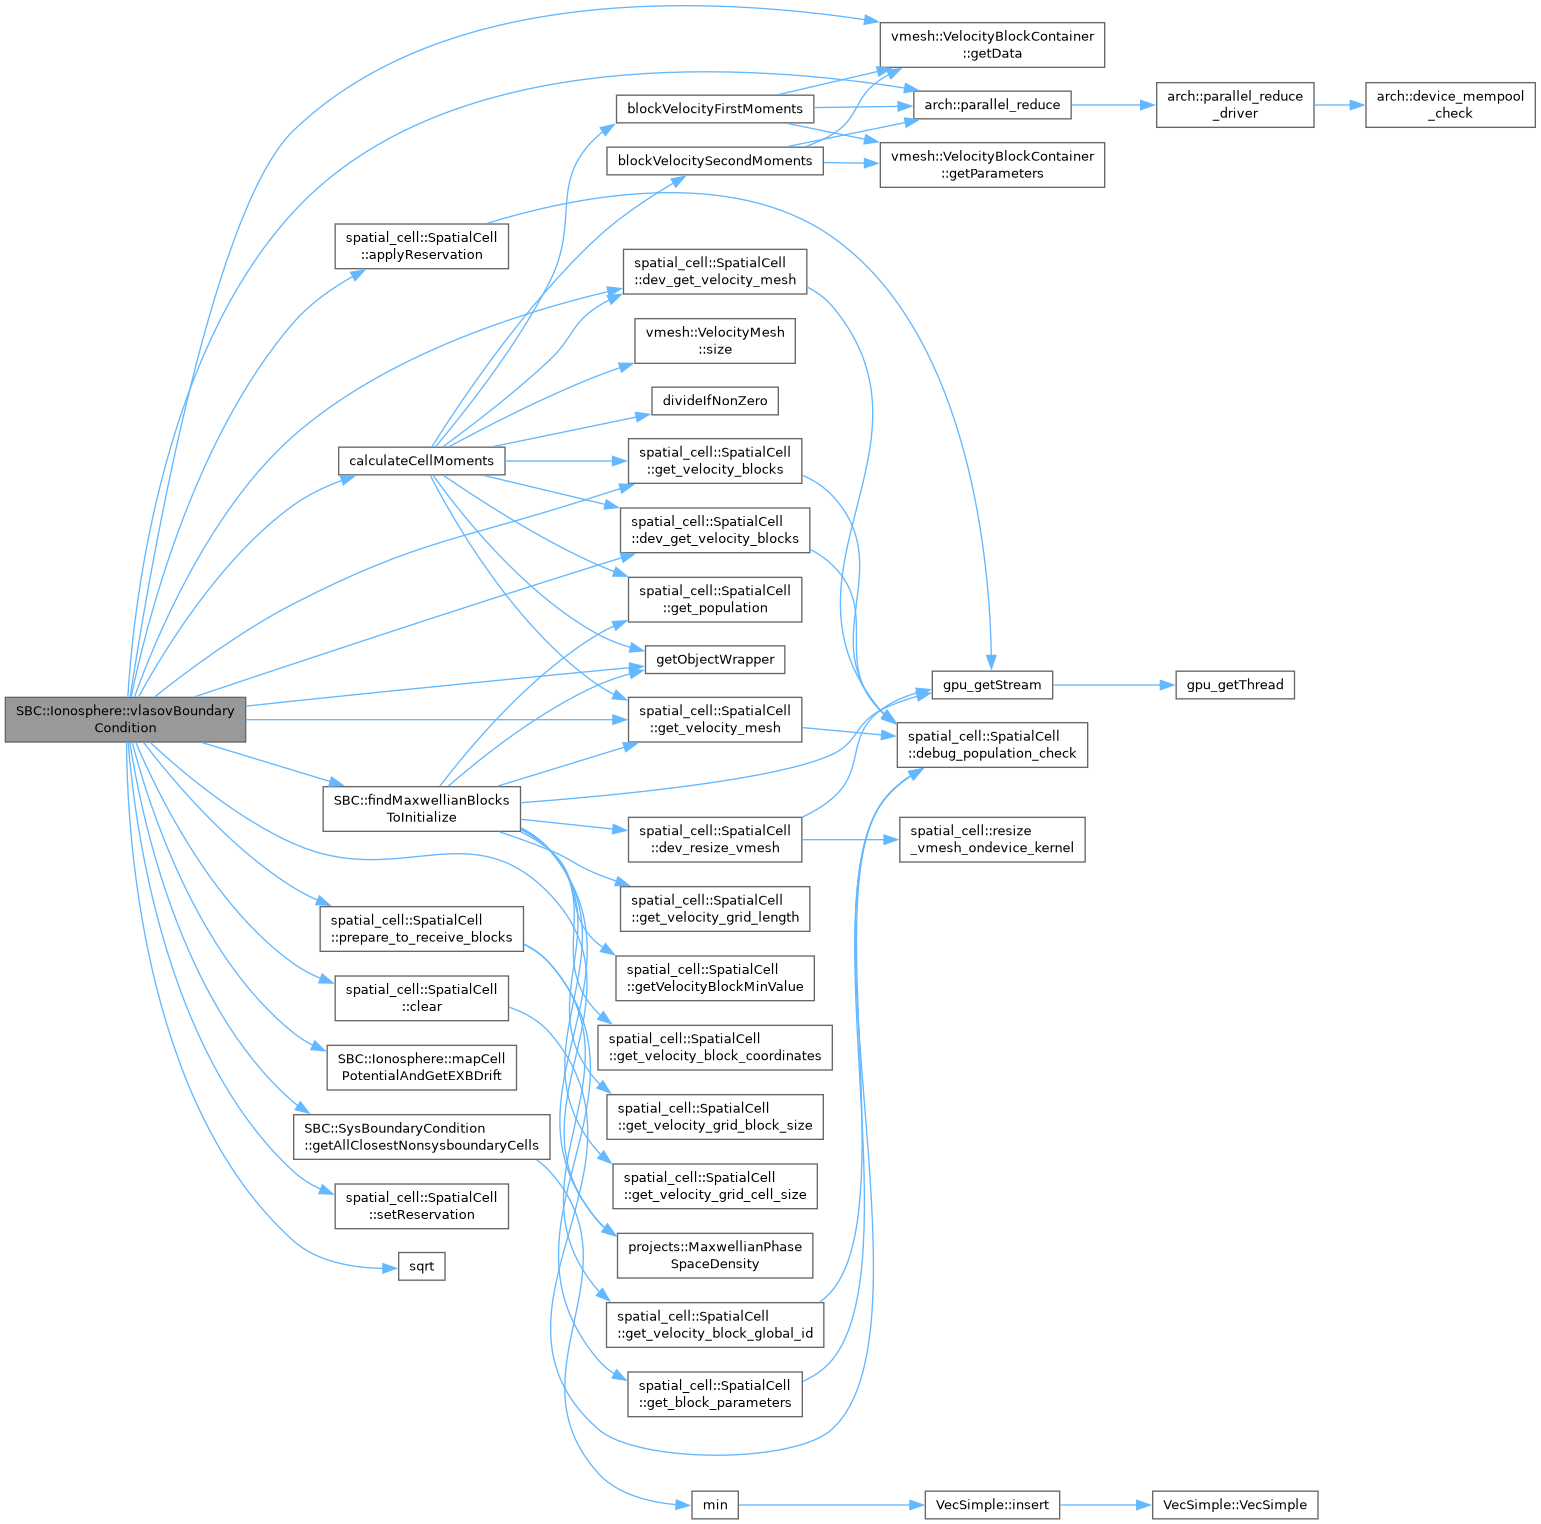 SBC::Ionosphere::vlasovBoundary
Condition
spatial_cell::SpatialCell
::applyReservation
calculateCellMoments
SBC::findMaxwellianBlocks
ToInitialize
spatial_cell::SpatialCell
::prepare_to_receive_blocks
spatial_cell::SpatialCell
::clear
SBC::Ionosphere::mapCell
PotentialAndGetEXBDrift
SBC::SysBoundaryCondition
::getAllClosestNonsysboundaryCells
spatial_cell::SpatialCell
::setReservation
sqrt
blockVelocityFirstMoments
blockVelocitySecondMoments
spatial_cell::SpatialCell
::dev_get_velocity_mesh
vmesh::VelocityMesh
::size
divideIfNonZero
spatial_cell::SpatialCell
::get_velocity_blocks
spatial_cell::SpatialCell
::dev_get_velocity_blocks
spatial_cell::SpatialCell
::get_population
getObjectWrapper
spatial_cell::SpatialCell
::get_velocity_mesh
spatial_cell::SpatialCell
::dev_resize_vmesh
spatial_cell::SpatialCell
::get_velocity_grid_length
spatial_cell::SpatialCell
::getVelocityBlockMinValue
spatial_cell::SpatialCell
::get_velocity_block_coordinates
spatial_cell::SpatialCell
::get_velocity_grid_block_size
spatial_cell::SpatialCell
::get_velocity_grid_cell_size
projects::MaxwellianPhase
SpaceDensity
spatial_cell::SpatialCell
::get_velocity_block_global_id
spatial_cell::SpatialCell
::get_block_parameters
min
vmesh::VelocityBlockContainer
::getData
arch::parallel_reduce
vmesh::VelocityBlockContainer
::getParameters
gpu_getStream
spatial_cell::SpatialCell
::debug_population_check
spatial_cell::resize
_vmesh_ondevice_kernel
VecSimple::insert
arch::parallel_reduce
_driver
gpu_getThread
VecSimple::VecSimple
arch::device_mempool
_check